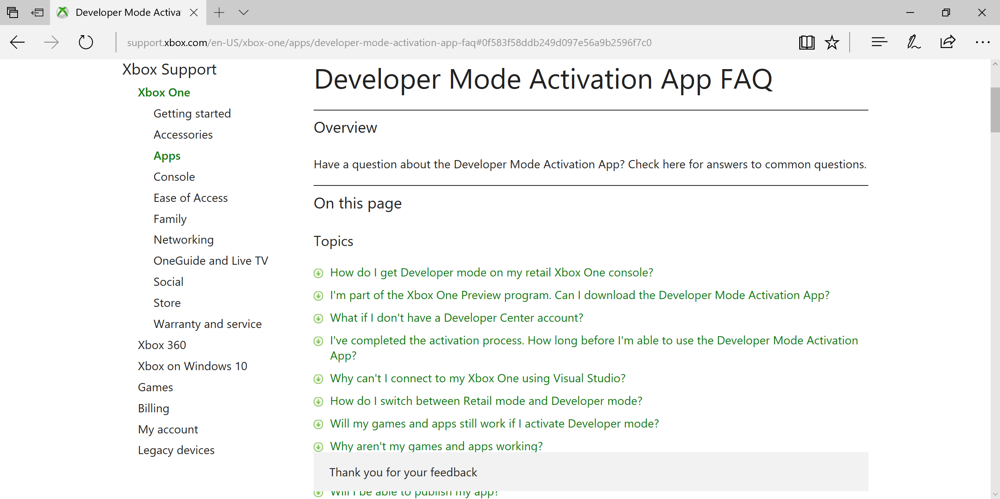 Developer Mode Activa
support.xbox.com/en-US/xbox-one/apps/developer-mode-activation-app-faq#0f583f58ddb249d097e56a9b2596f7c0
Xbox Support
Xbox One
Getting started
Accessories
Apps
Console
Ease of Access
Family
Networking
OneGuide and Live TV
Social
Store
Warranty and service
Xbox 360
Xbox on Windows 10
Games
Billing
My account
Legacy devices
Developer Mode Activation App FAQ
Overview
Have a question about the Developer Mode Activation App? Check here for answers to common questions.
On this page
Topics
How do I get Developer mode on my retail Xbox One console?
I'm part of the Xbox One Preview program. Can I download the Developer Mode Activation App?
What if I don't have a Developer Center account?
I've completed the activation process. How long before I'm able to use the Developer Mode Activation
App?
Why can't I connect to my Xbox One using Visual Studio?
How do I switch between Retail mode and Developer mode?
Will my games and apps still work if I activate Developer mode?
Why aren't my games and apps working?
Thank you for your feedback
Will I be able to publish my app?